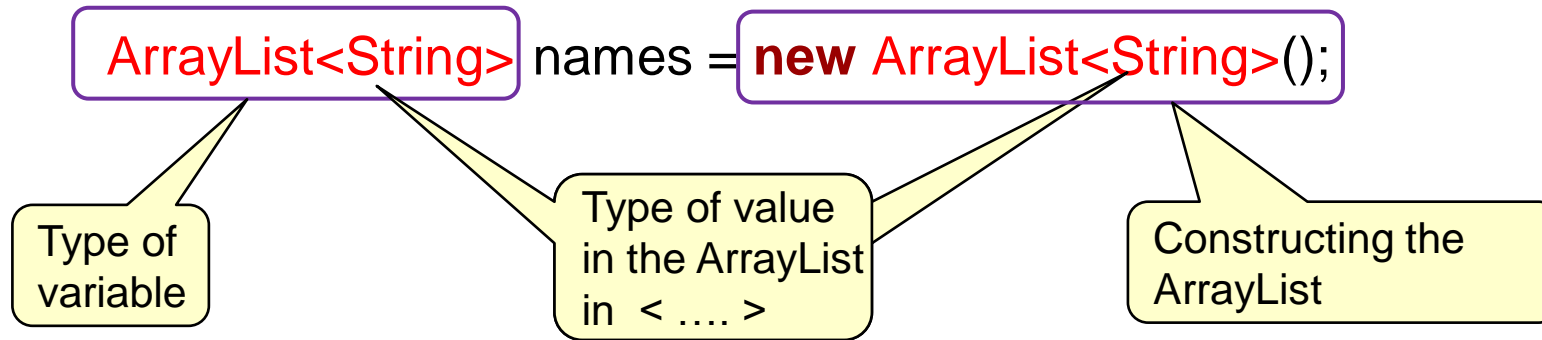 ArrayList<String> names = new ArrayList<String>();
Type of
variable
Type of value
in the ArrayList
in < …. >
Constructing the
ArrayList